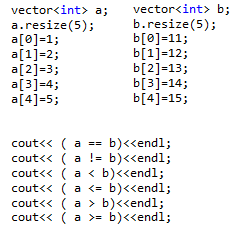 vector<int> a;
a.resize(5);
a[0]=1;
a[1]=2;
a[2]=3;
a[3]=4;
a[4]=5;
vector<int> b;
b.resize(5);
b[0]=11;
b[1]=12;
b[2]=13;
b[3]=14;
b[4]=15;
cout<< ( a == b)<<endl;
cout<< ( a != b)<<endl;
cout<< ( a < b)<<endl;
cout<< ( a <= b)<<endl;
cout<< ( a > b)<<endl;
cout<< ( a >= b)<<endl;